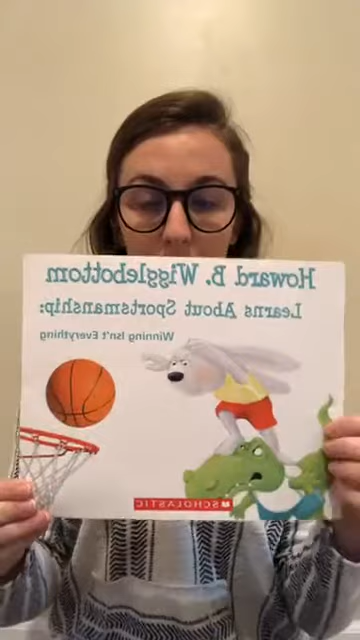 Howard B. Wigglebottom
Learns About Sportsmanship:
Winning Isn't Everything
SCHOLASTIC